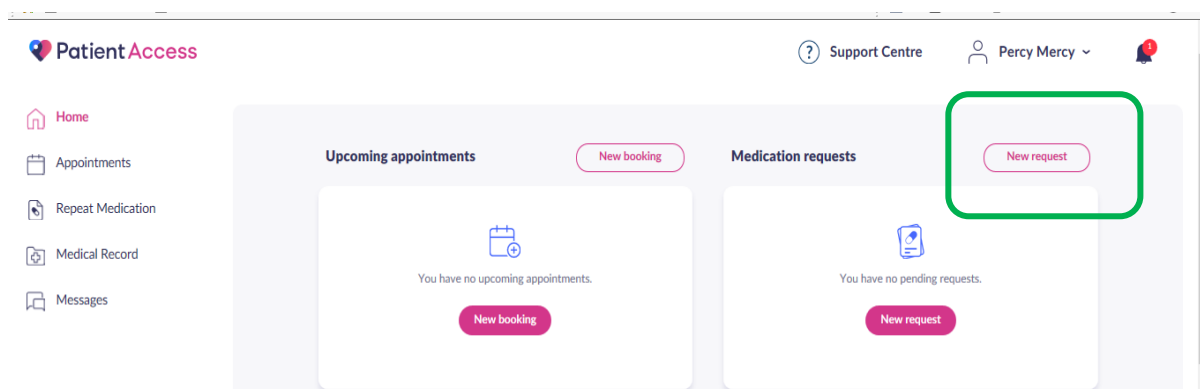 Patient Access
? Support Centre
Percy Mercy
1
Home
Appointments
Repeat Medication
Medical Record
Messages
Upcoming appointments
New booking
You have no upcoming appointments.
New booking
Medication requests
New request
You have no pending requests.
New request